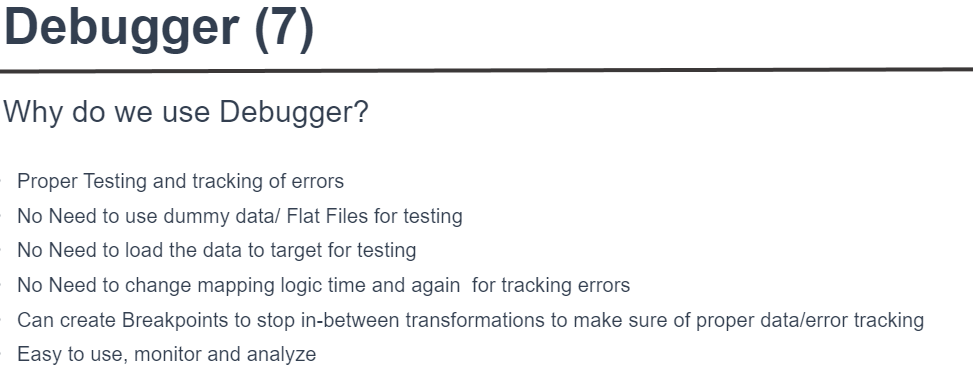 Debugger (7)
Why do we use Debugger?
Proper Testing and tracking of errors
No Need to use dummy data/ Flat Files for testing
No Need to load the data to target for testing
No Need to change mapping logic time and again  for tracking errors
Can create Breakpoints to stop in-between transformations to make sure of proper data/error tracking
Easy to use, monitor and analyze